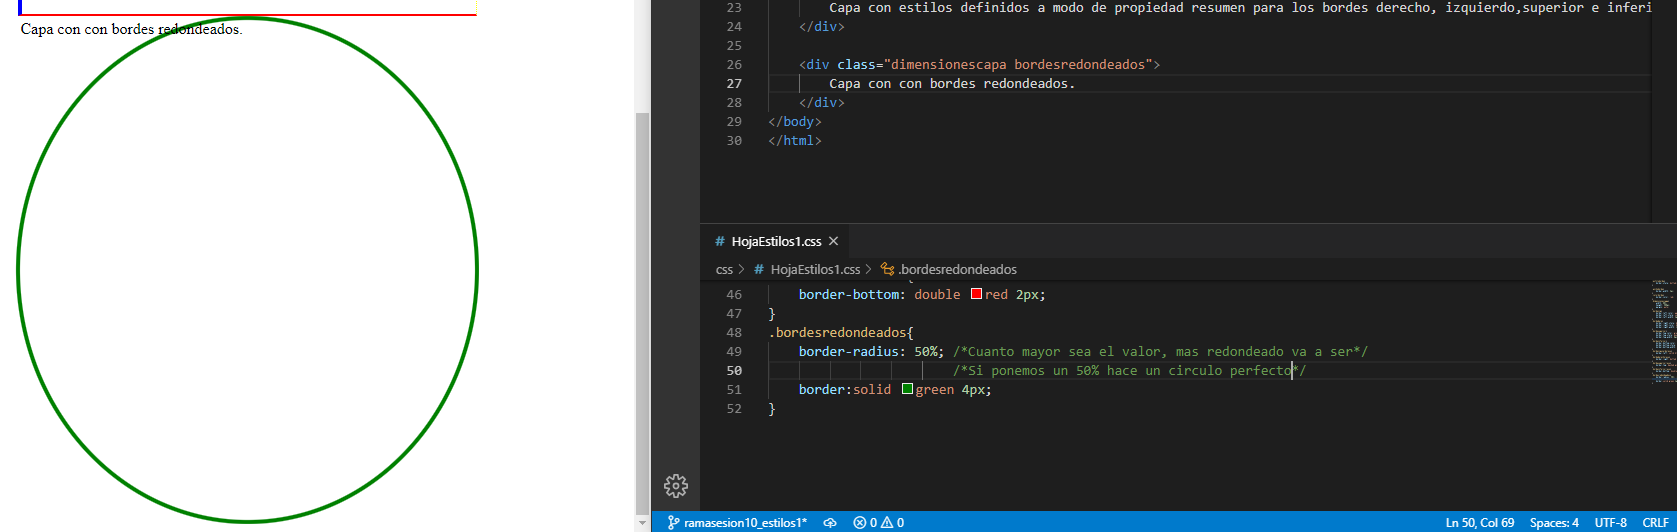 Capa con con bordes redondeados.
23 Capa con estilos definidos a modo de propiedad resumen para los bordes derecho, izquierdo,superior e inferi
24 </div>
25
26 <div class="dimensionescapa bordesredondeados">
27 Capa con con bordes redondeados.
28 </div>
29 </body>
30 </html>
# HojaEstilos1.css ×
css > # HojaEstilos1.css > .bordesredondeados
46 border-bottom: double red 2px;
47 }
48 .bordesredondeados{
49 border-radius: 50%; /*Cuanto mayor sea el valor, mas redondeado va a ser*/
50 /*Si ponemos un 50% hace un circulo perfecto*/
51 border:solid green 4px;
52 }
ramasesion10_estilos1* 0 0 Ln 50, Col 69 Spaces: 4 UTF-8 CRLF